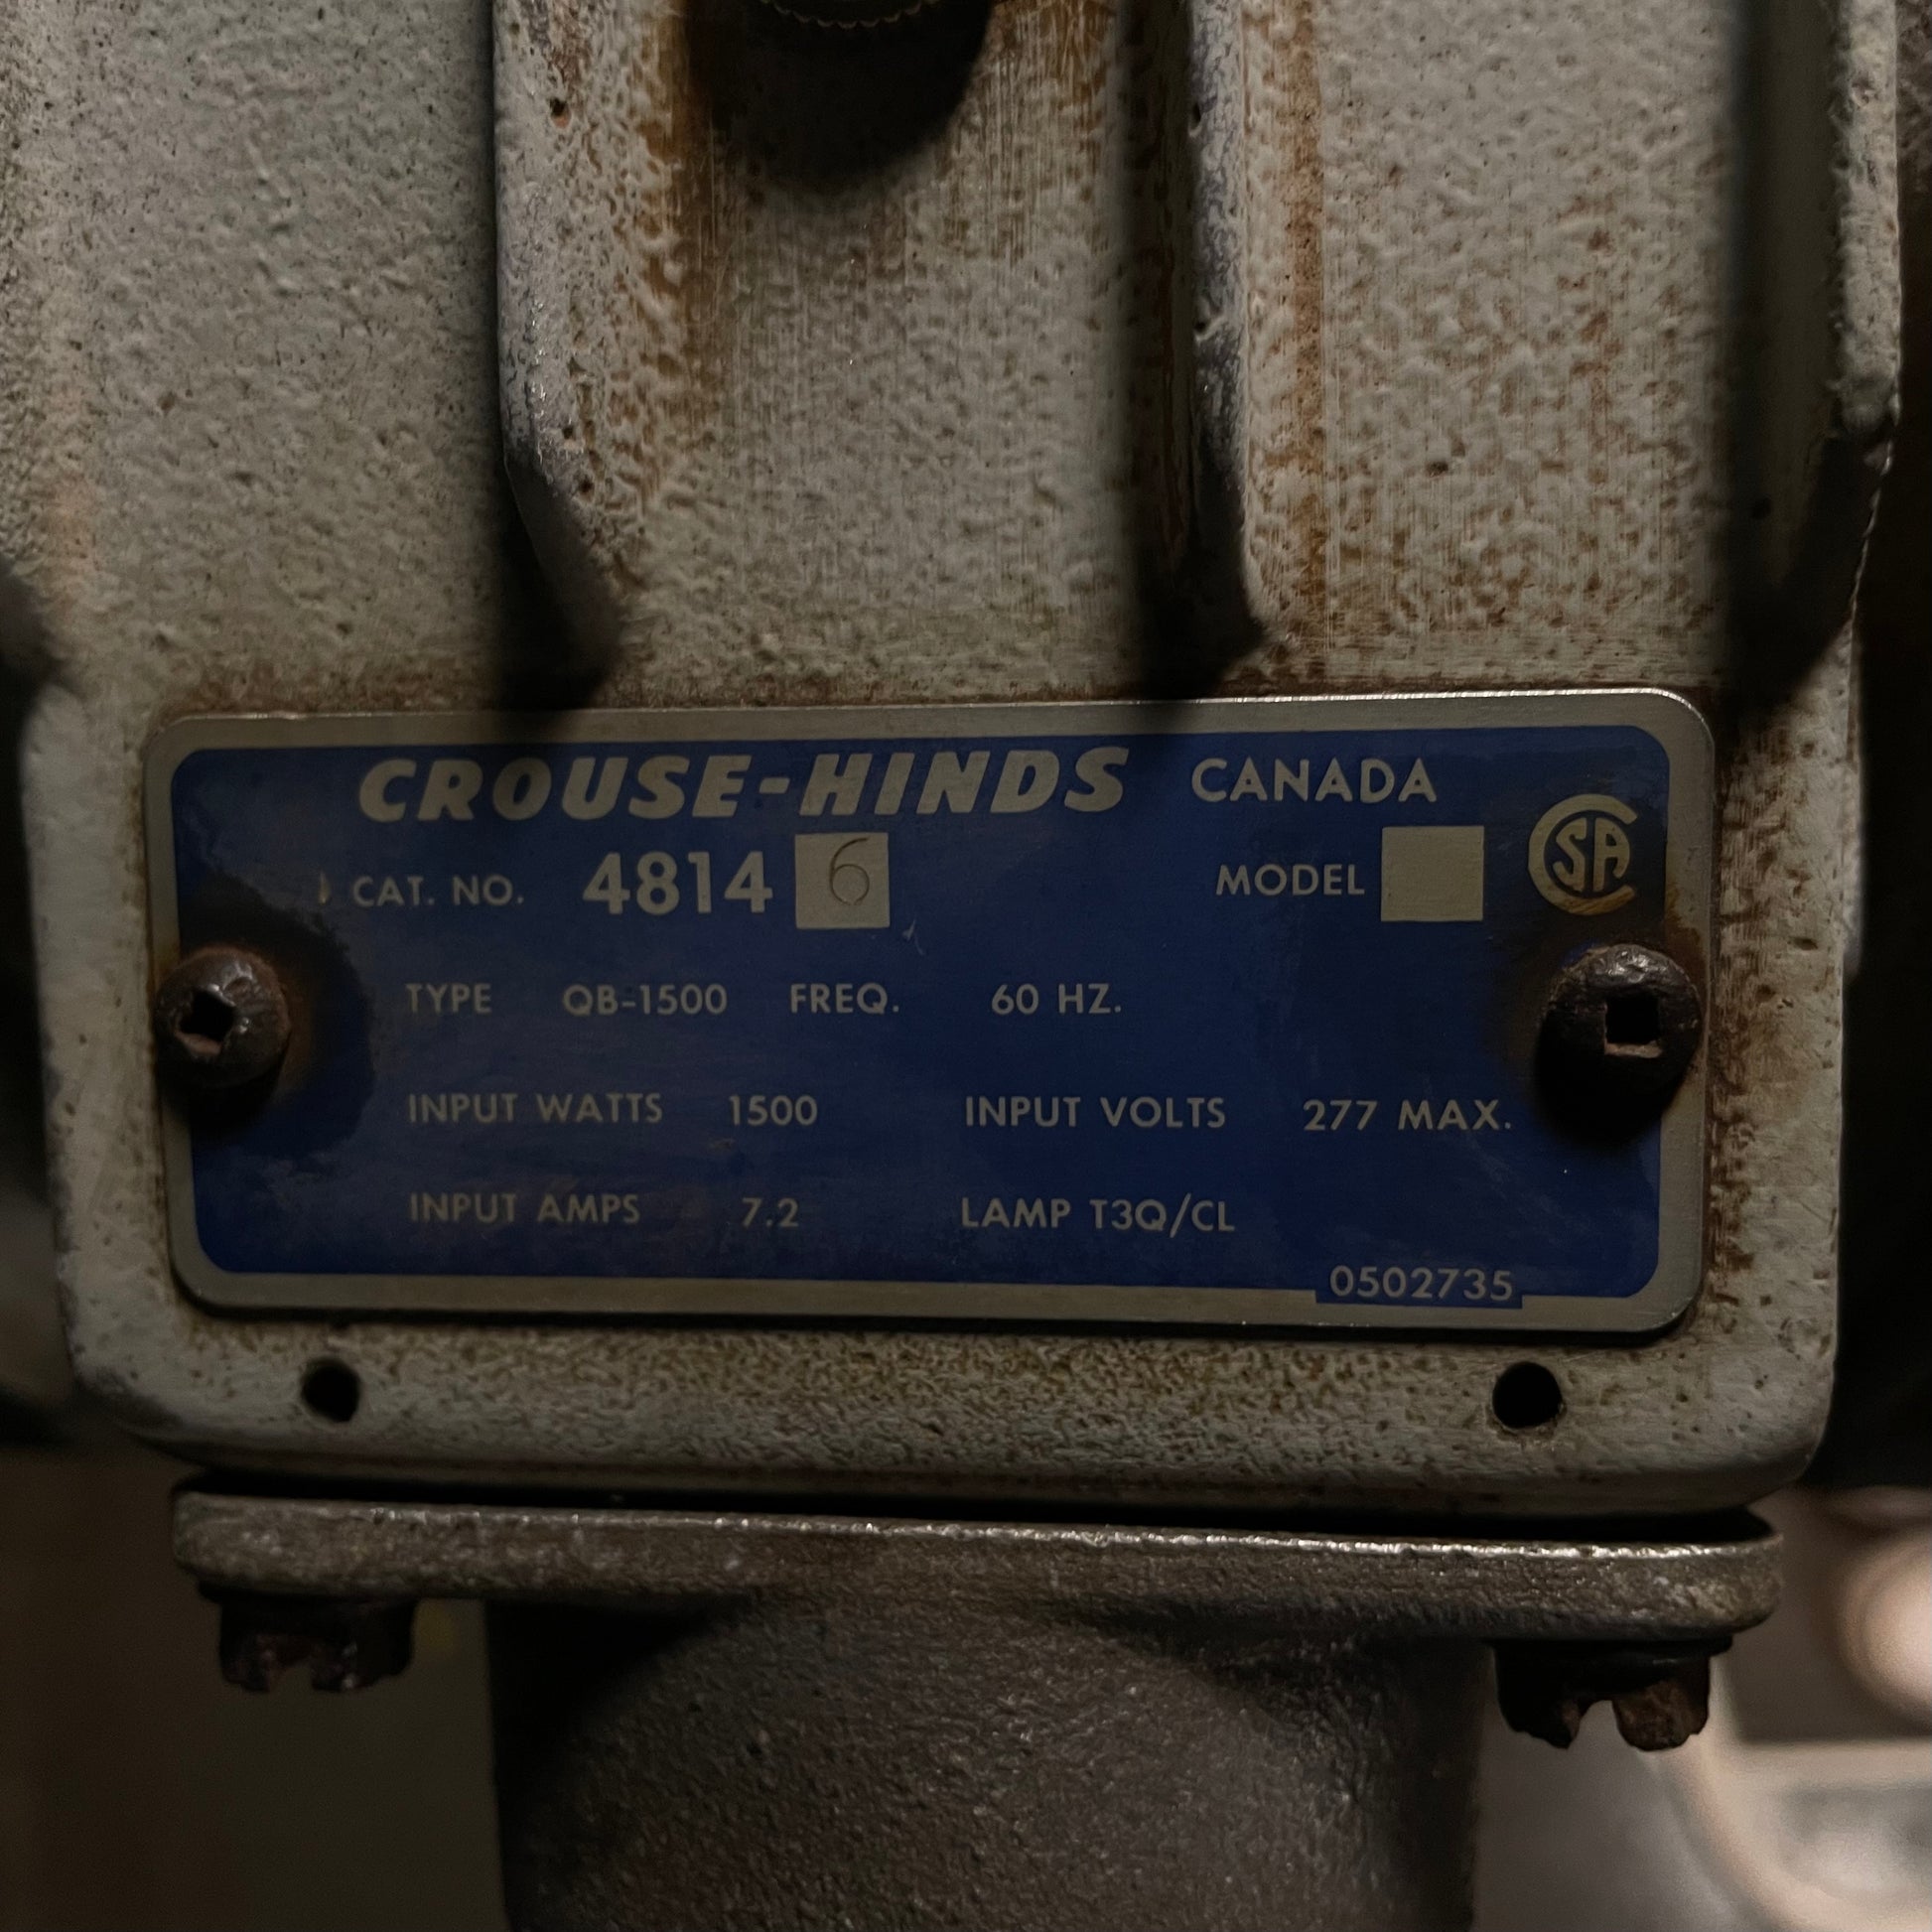 CROUSE-HINDS CANADA
CAT. NO. 4814 6 MODEL CSA
TYPE QB-1500 FREQ. 60 HZ.
INPUT WATTS 1500 INPUT VOLTS 277 MAX.
INPUT AMPS 7.2 LAMP T3Q/CL
0502735